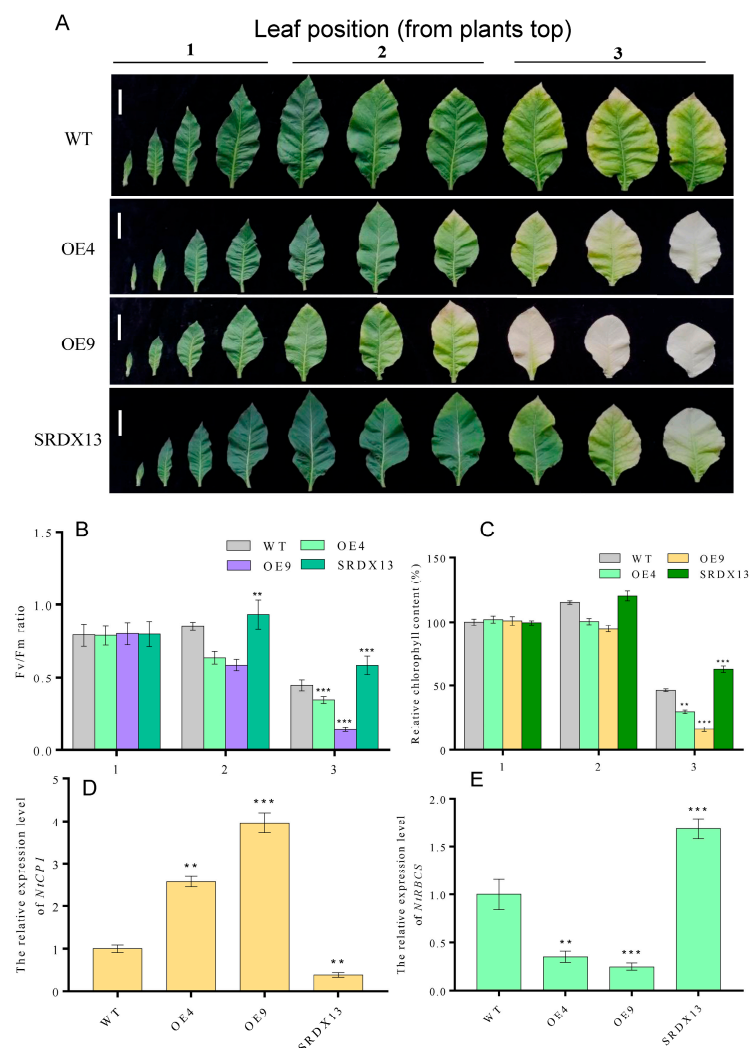 A
Leaf position (from plants top)
1 2 3
WT
OE4
OE9
SRDX13
B
1.5
1.0
0.5
0.0
Fv/Fm ratio
WT OE4
OE9 SRDX13
**
***
***
***
1 2 3
C
150
100
50
0
Relative chlorophyll content (%)
WT OE9
OE4 SRDX13
**
***
***
1 2 3
D
5
4
3
2
1
0
The relative expression level
of NtCP1
**
***
**
WT OE4 OE9 SRDX13
E
2.0
1.5
1.0
0.5
0.0
The relative expression level
of NtRBCS
**
***
***
WT OE4 OE9 SRDX13